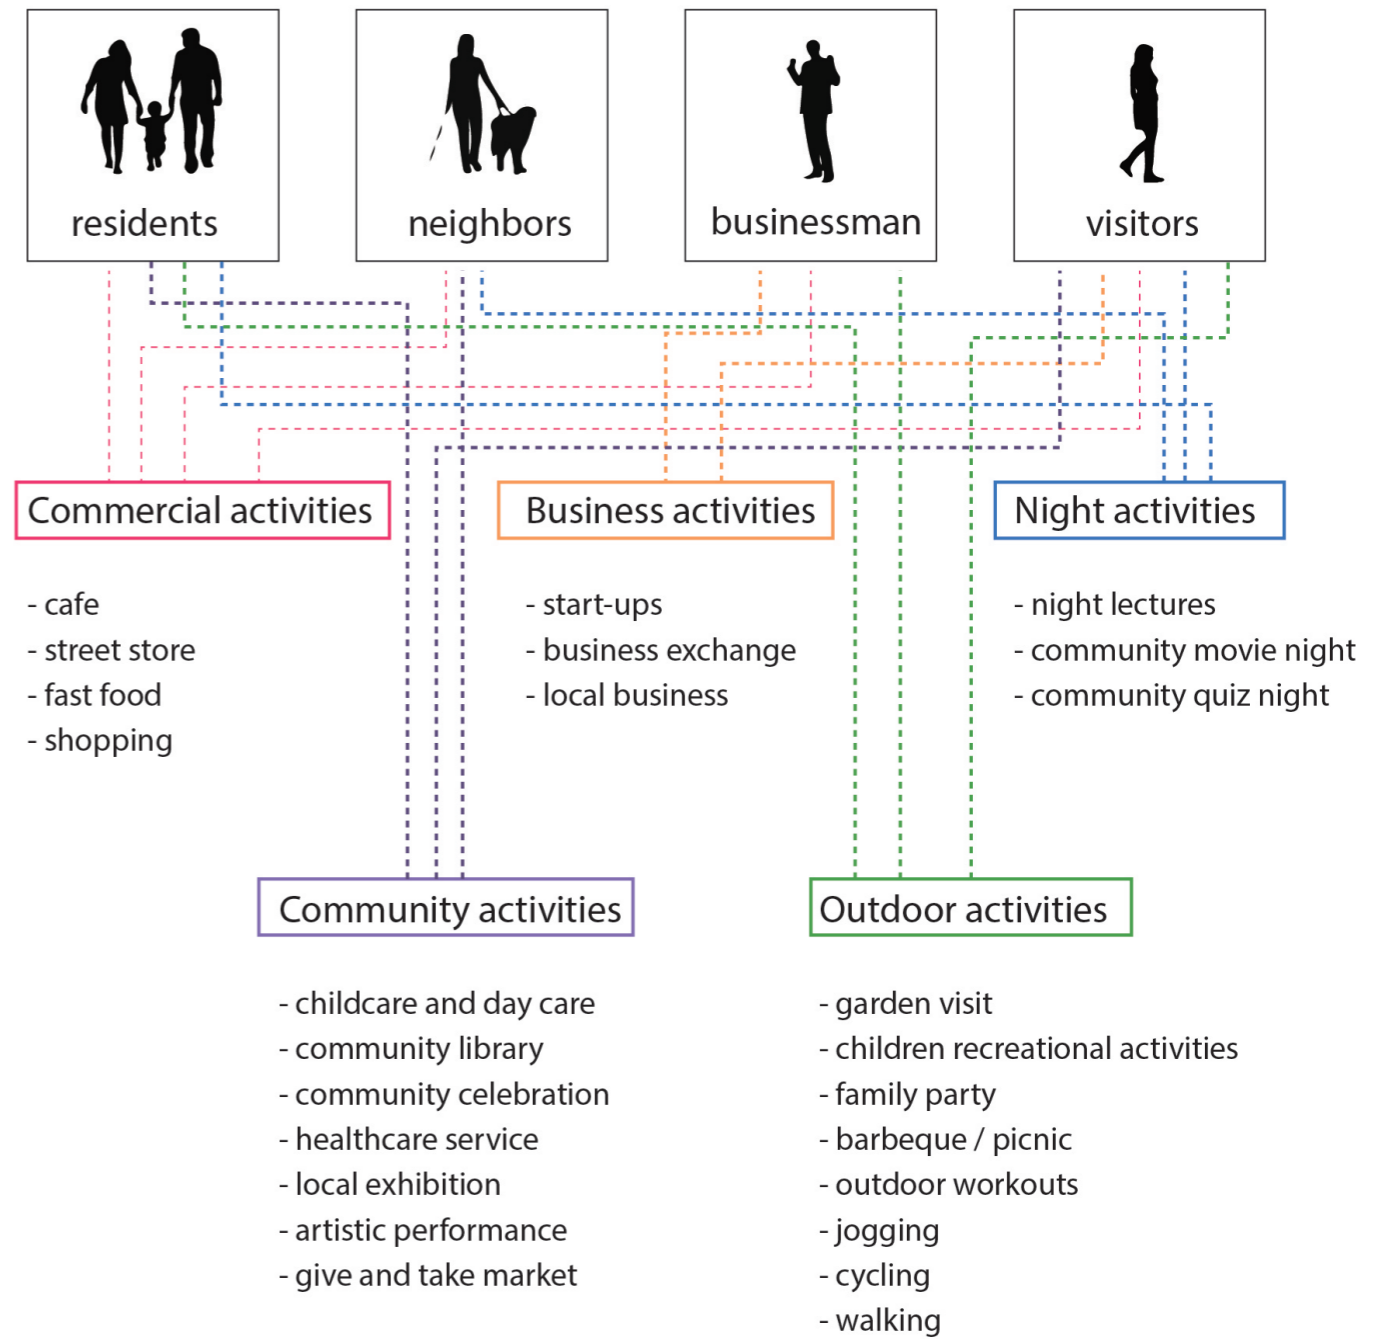 residents
neighbors
businessman
visitors
Commercial activities
- cafe
- street store
- fast food
- shopping
Business activities
- start-ups
- business exchange
- local business
Night activities
- night lectures
- community movie night
- community quiz night
Community activities
- childcare and day care
- community library
- community celebration
- healthcare service
- local exhibition
- artistic performance
- give and take market
Outdoor activities
- garden visit
- children recreational activities
- family party
- barbeque / picnic
- outdoor workouts
- jogging
- cycling
- walking